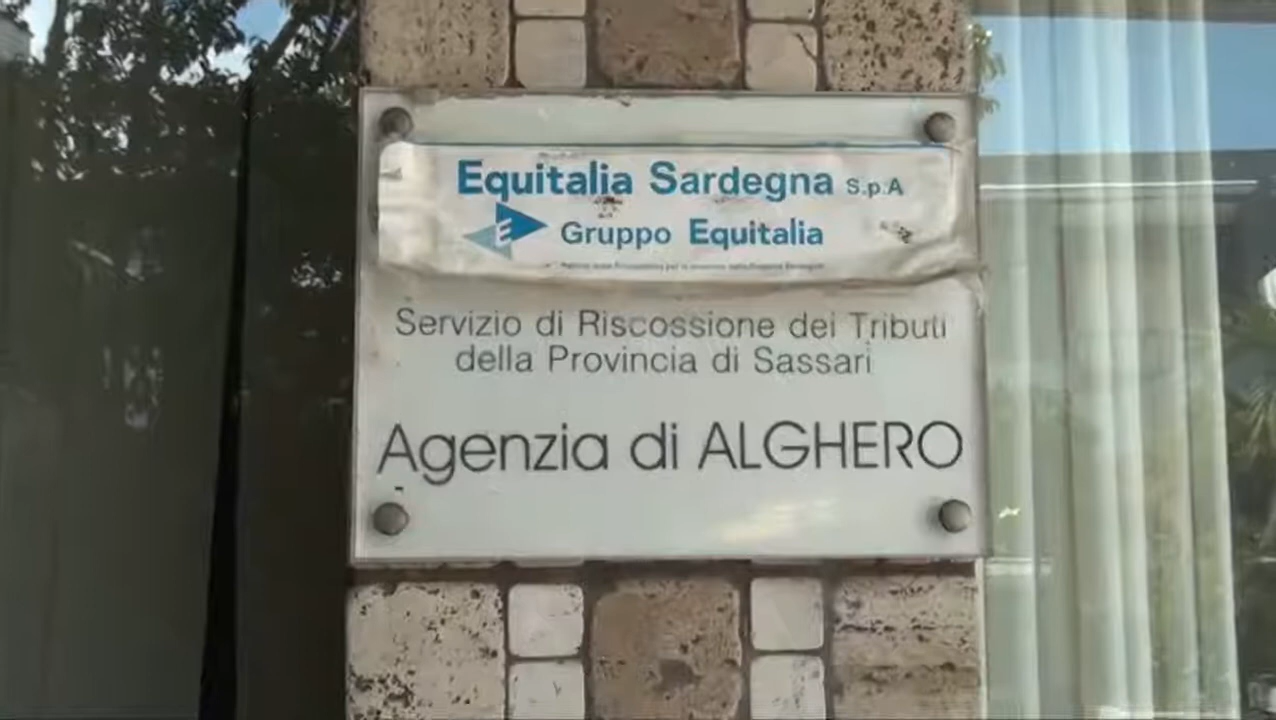 Equitalia Sardegna S.p.A
E
Gruppo Equitalia
Servizio di Riscossione dei Tributi
della Provincia di Sassari
Agenzia di ALGHERO